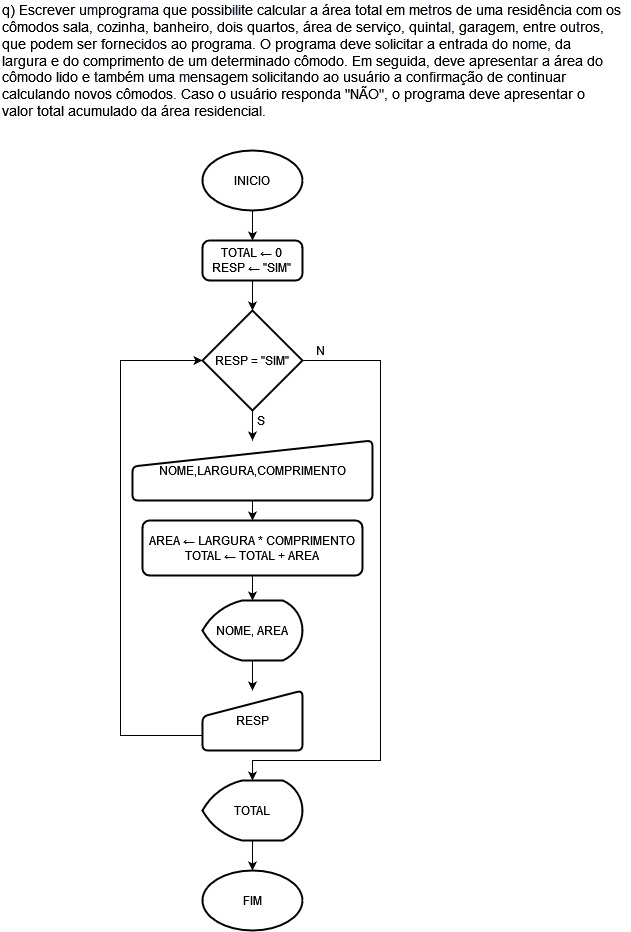 q) Escrever umprograma que possibilite calcular a área total em metros de uma residência com os
cômodos sala, cozinha, banheiro, dois quartos, área de serviço, quintal, garagem, entre outros,
que podem ser fornecidos ao programa. O programa deve solicitar a entrada do nome, da
largura e do comprimento de um determinado cômodo. Em seguida, deve apresentar a área do
cômodo lido e também uma mensagem solicitando ao usuário a confirmação de continuar
calculando novos cômodos. Caso o usuário responda "NÃO", o programa deve apresentar o
valor total acumulado da área residencial.
INICIO
TOTAL ← 0
RESP ← "SIM"
RESP = "SIM"
N
S
NOME,LARGURA,COMPRIMENTO
AREA ← LARGURA * COMPRIMENTO
TOTAL ← TOTAL + AREA
NOME, AREA
RESP
TOTAL
FIM